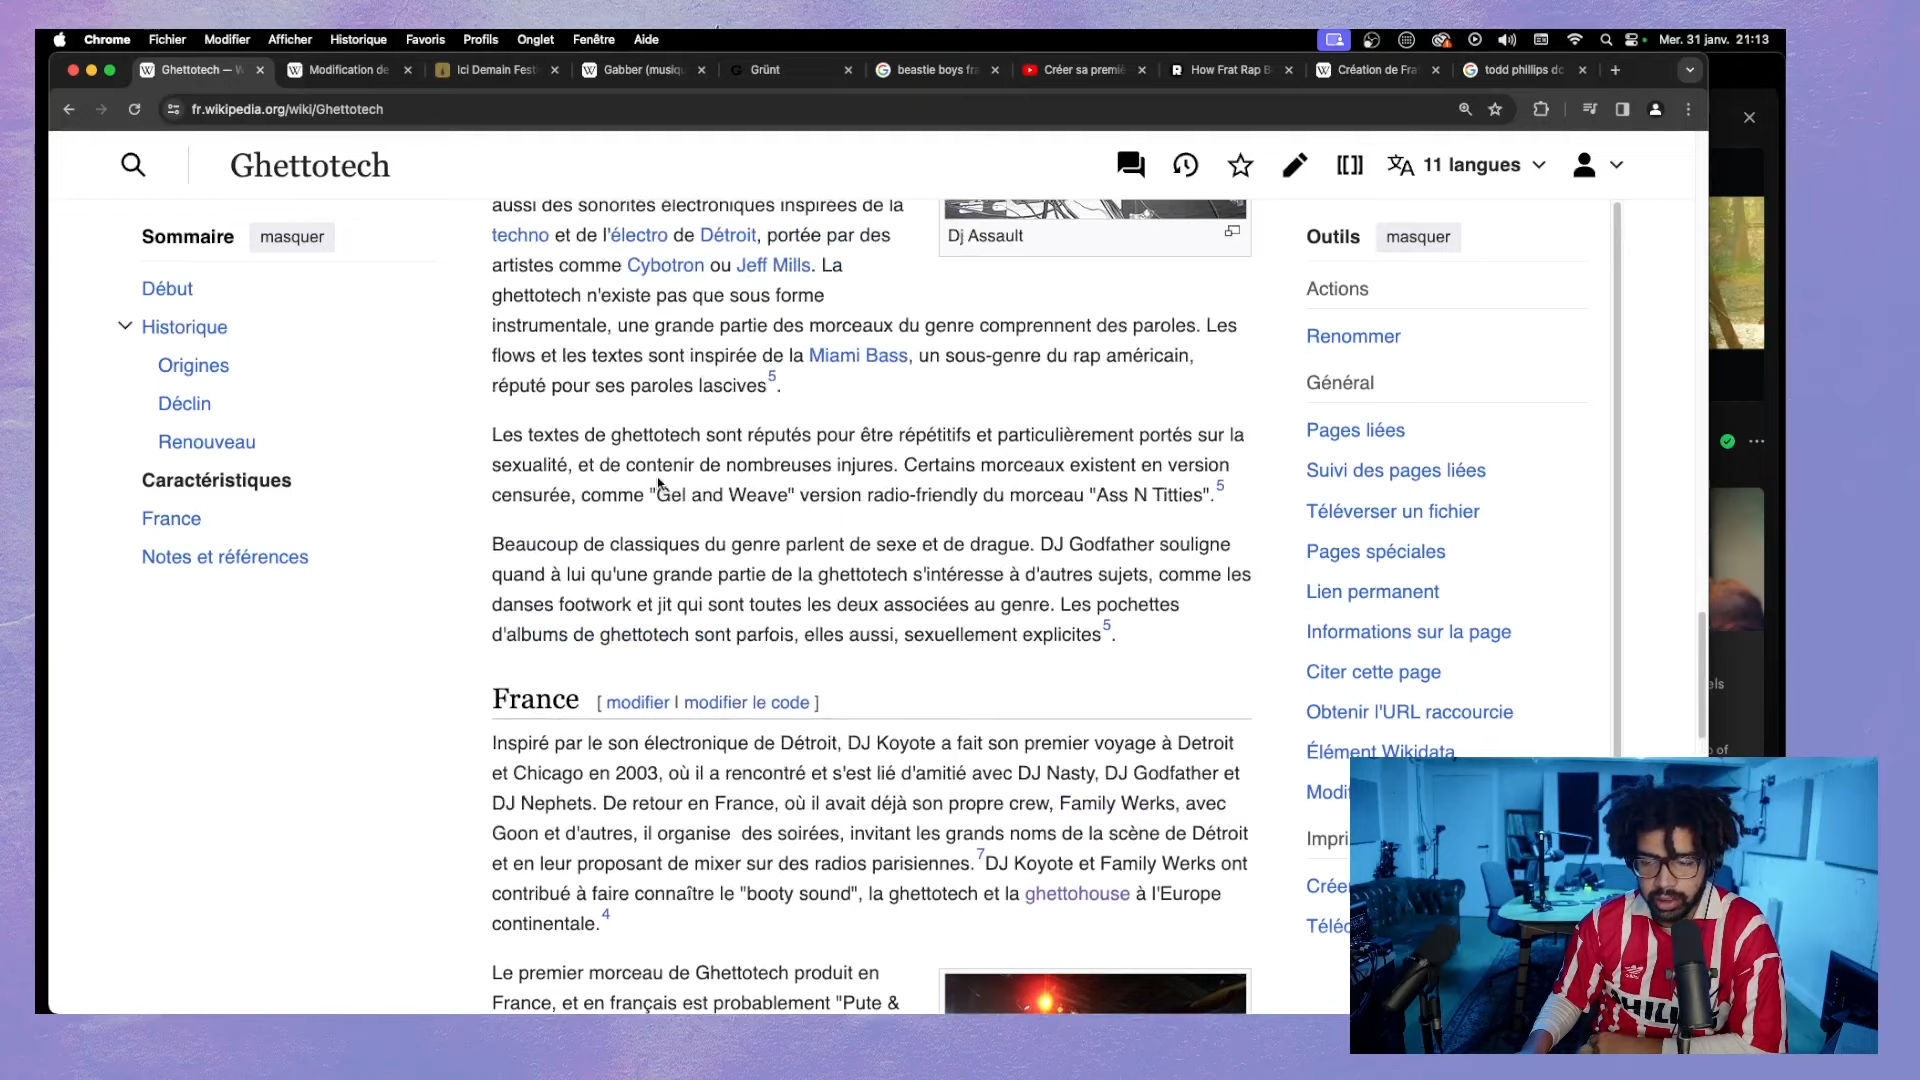 Chrome Fichier Modifier Afficher Historique Favoris Profils Onglet Fenêtre Aide Mer. 31 janv. 21:13
Ghettotech — W Modification de Ici Demain Fest Gabber (musiqu Grünt beastie boys fra Créer sa premiè How Frat Rap B Création de Fra todd phillips dc
fr.wikipedia.org/wiki/Ghettotech
Ghettotech
11 langues
Sommaire
masquer
Début
Historique
Origines
Déclin
Renouveau
Caractéristiques
France
Notes et références
aussi des sonorités électroniques inspirées de la
techno et de l'électro de Détroit, portée par des
artistes comme Cybotron ou Jeff Mills. La
ghettotech n'existe pas que sous forme
instrumentale, une grande partie des morceaux du genre comprennent des paroles. Les
flows et les textes sont inspirée de la Miami Bass, un sous-genre du rap américain,
réputé pour ses paroles lascives5.
Dj Assault
Les textes de ghettotech sont réputés pour être répétitifs et particulièrement portés sur la
sexualité, et de contenir de nombreuses injures. Certains morceaux existent en version
censurée, comme "Gel and Weave" version radio-friendly du morceau "Ass N Titties".5
Beaucoup de classiques du genre parlent de sexe et de drague. DJ Godfather souligne
quand à lui qu'une grande partie de la ghettotech s'intéresse à d'autres sujets, comme les
danses footwork et jit qui sont toutes les deux associées au genre. Les pochettes
d'albums de ghettotech sont parfois, elles aussi, sexuellement explicites5.
France [ modifier | modifier le code ]
Inspiré par le son électronique de Détroit, DJ Koyote a fait son premier voyage à Detroit
et Chicago en 2003, où il a rencontré et s'est lié d'amitié avec DJ Nasty, DJ Godfather et
DJ Nephets. De retour en France, où il avait déjà son propre crew, Family Werks, avec
Goon et d'autres, il organise des soirées, invitant les grands noms de la scène de Détroit
et en leur proposant de mixer sur des radios parisiennes.7DJ Koyote et Family Werks ont
contribué à faire connaître le "booty sound", la ghettotech et la ghettohouse à l'Europe
continentale.4
Le premier morceau de Ghettotech produit en
France, et en français est probablement "Pute &
Outils
masquer
Actions
Renommer
Général
Pages liées
Suivi des pages liées
Téléverser un fichier
Pages spéciales
Lien permanent
Informations sur la page
Citer cette page
Obtenir l'URL raccourcie
Élément Wikidata
Modif
Impri
Créer
Téléc
els
o of
PHILI